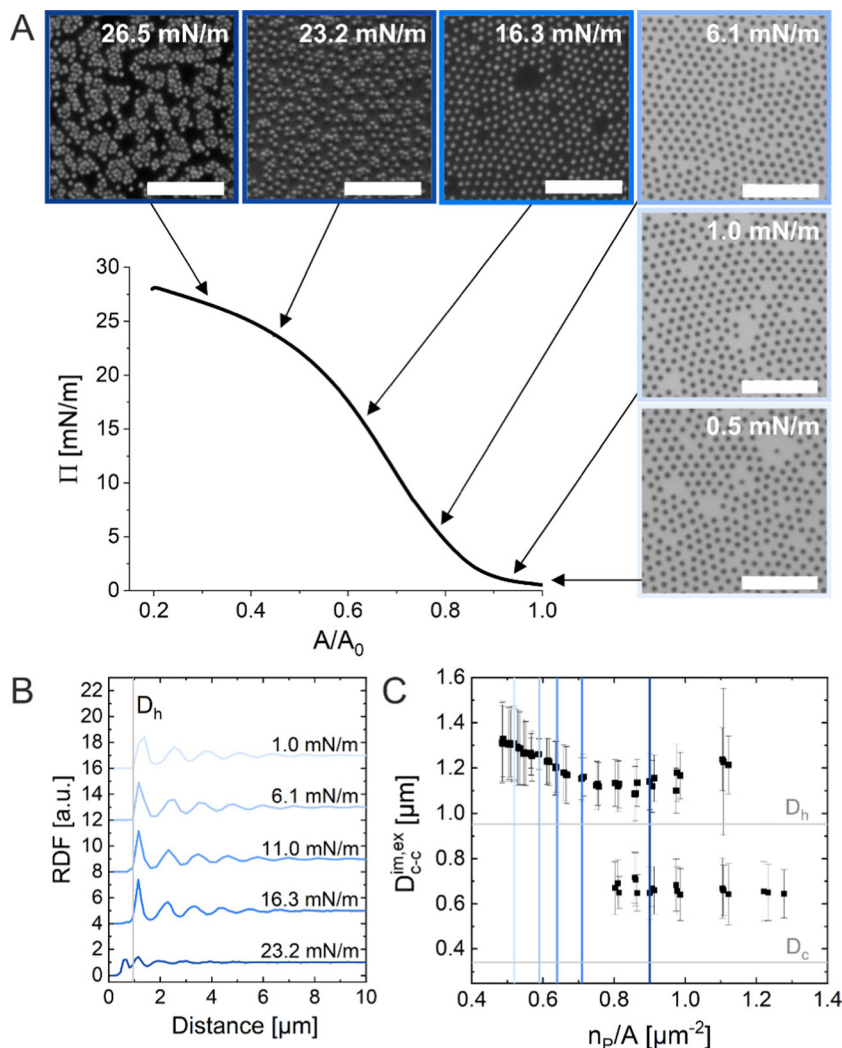 A
26.5 mN/m
23.2 mN/m
16.3 mN/m
6.1 mN/m
1.0 mN/m
0.5 mN/m
30
25
20
15
10
5
0
Π [mN/m]
0.2 0.4 0.6 0.8 1.0
A/A₀
B
Dₕ
22
20
18
16
14
12
10
8
6
4
2
0
RDF [a.u.]
1.0 mN/m
6.1 mN/m
11.0 mN/m
16.3 mN/m
23.2 mN/m
0 2 4 6 8 10
Distance [µm]
C
1.6
1.4
1.2
1.0
0.8
0.6
0.4
D_{c-c}^{im,ex} [µm]
Dₕ
D_c
0.4 0.6 0.8 1.0 1.2 1.4
n_P/A [µm⁻²]